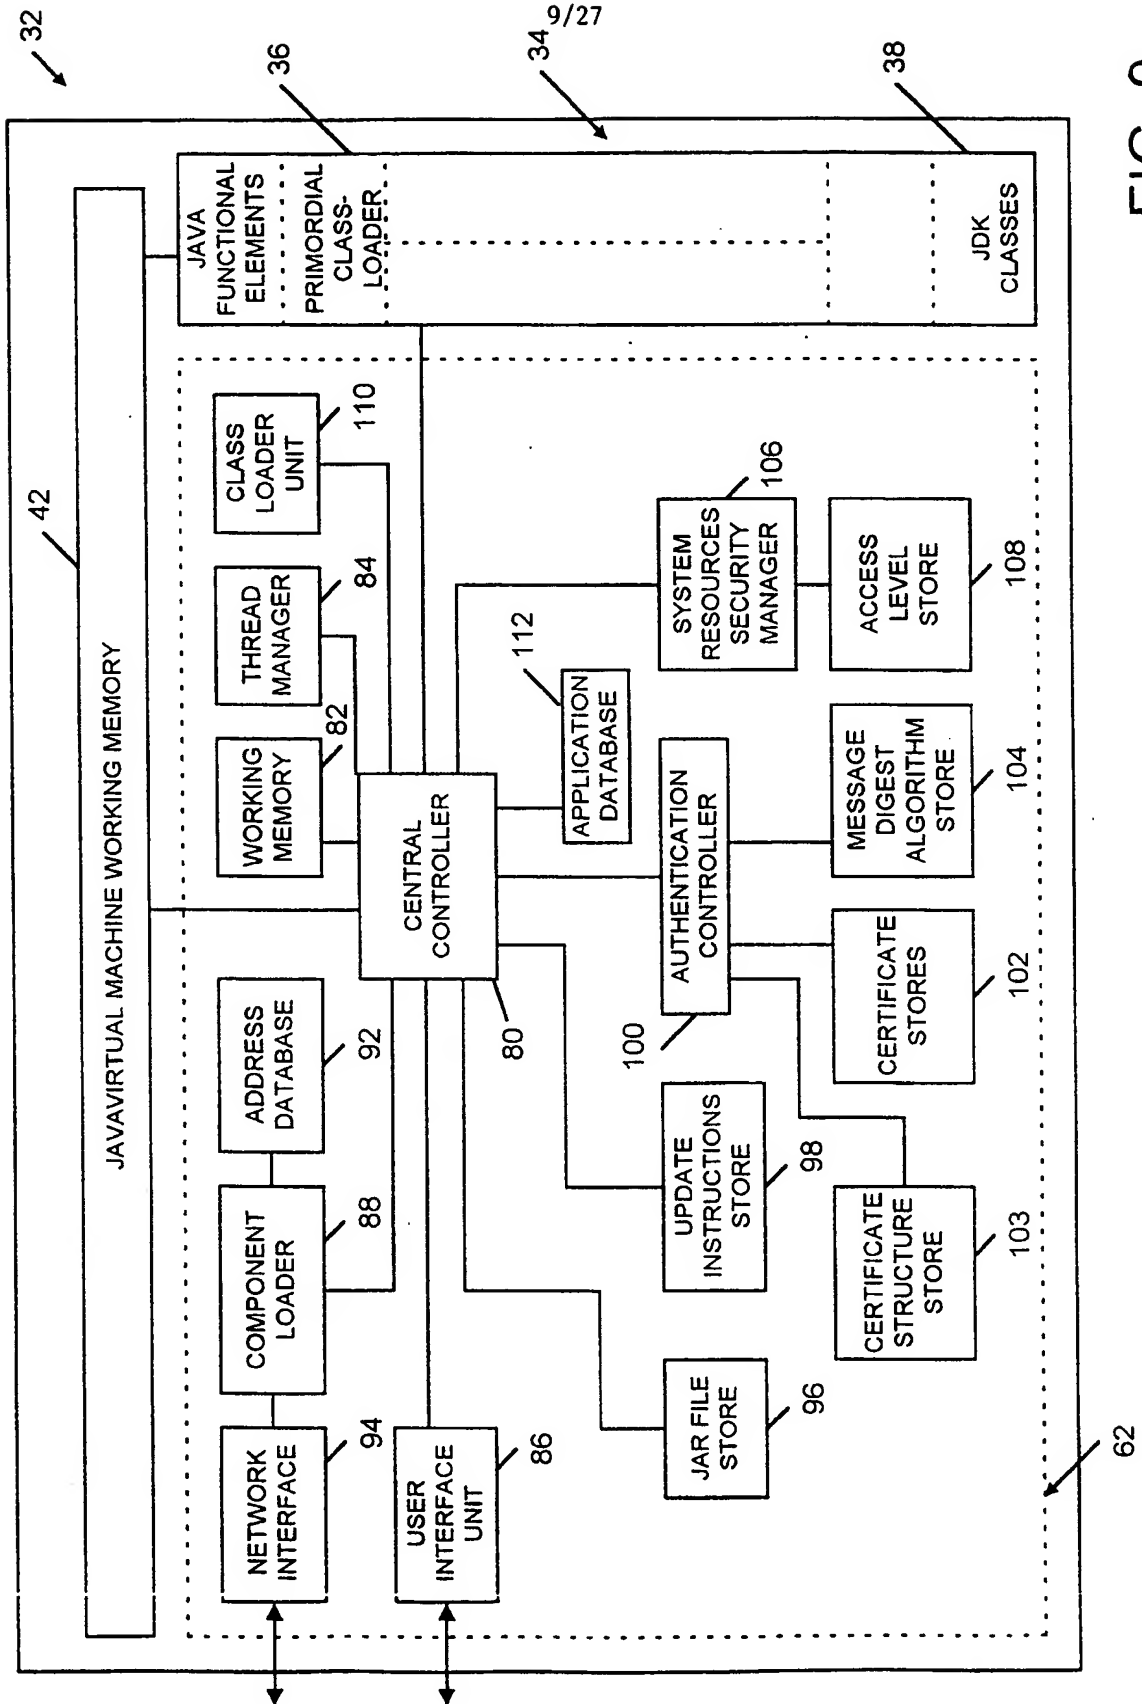 9/27
32
42
JAVAVIRTUAL MACHINE WORKING MEMORY
NETWORK
INTERFACE
94
COMPONENT
LOADER
88
ADDRESS
DATABASE
92
WORKING
MEMORY
82
THREAD
MANAGER
84
CLASS
LOADER
UNIT
110
JAVA
FUNCTIONAL
ELEMENTS
PRIMORDIAL
CLASS-
LOADER
36
34
JDK
CLASSES
38
USER
INTERFACE
UNIT
86
CENTRAL
CONTROLLER
80
APPLICATION
DATABASE
112
JAR FILE
STORE
96
UPDATE
INSTRUCTIONS
STORE
98
AUTHENTICATION
CONTROLLER
100
SYSTEM
RESOURCES
SECURITY
MANAGER
106
CERTIFICATE
STRUCTURE
STORE
103
CERTIFICATE
STORES
102
MESSAGE
DIGEST
ALGORITHM
STORE
104
ACCESS
LEVEL
STORE
108
62
FIG.